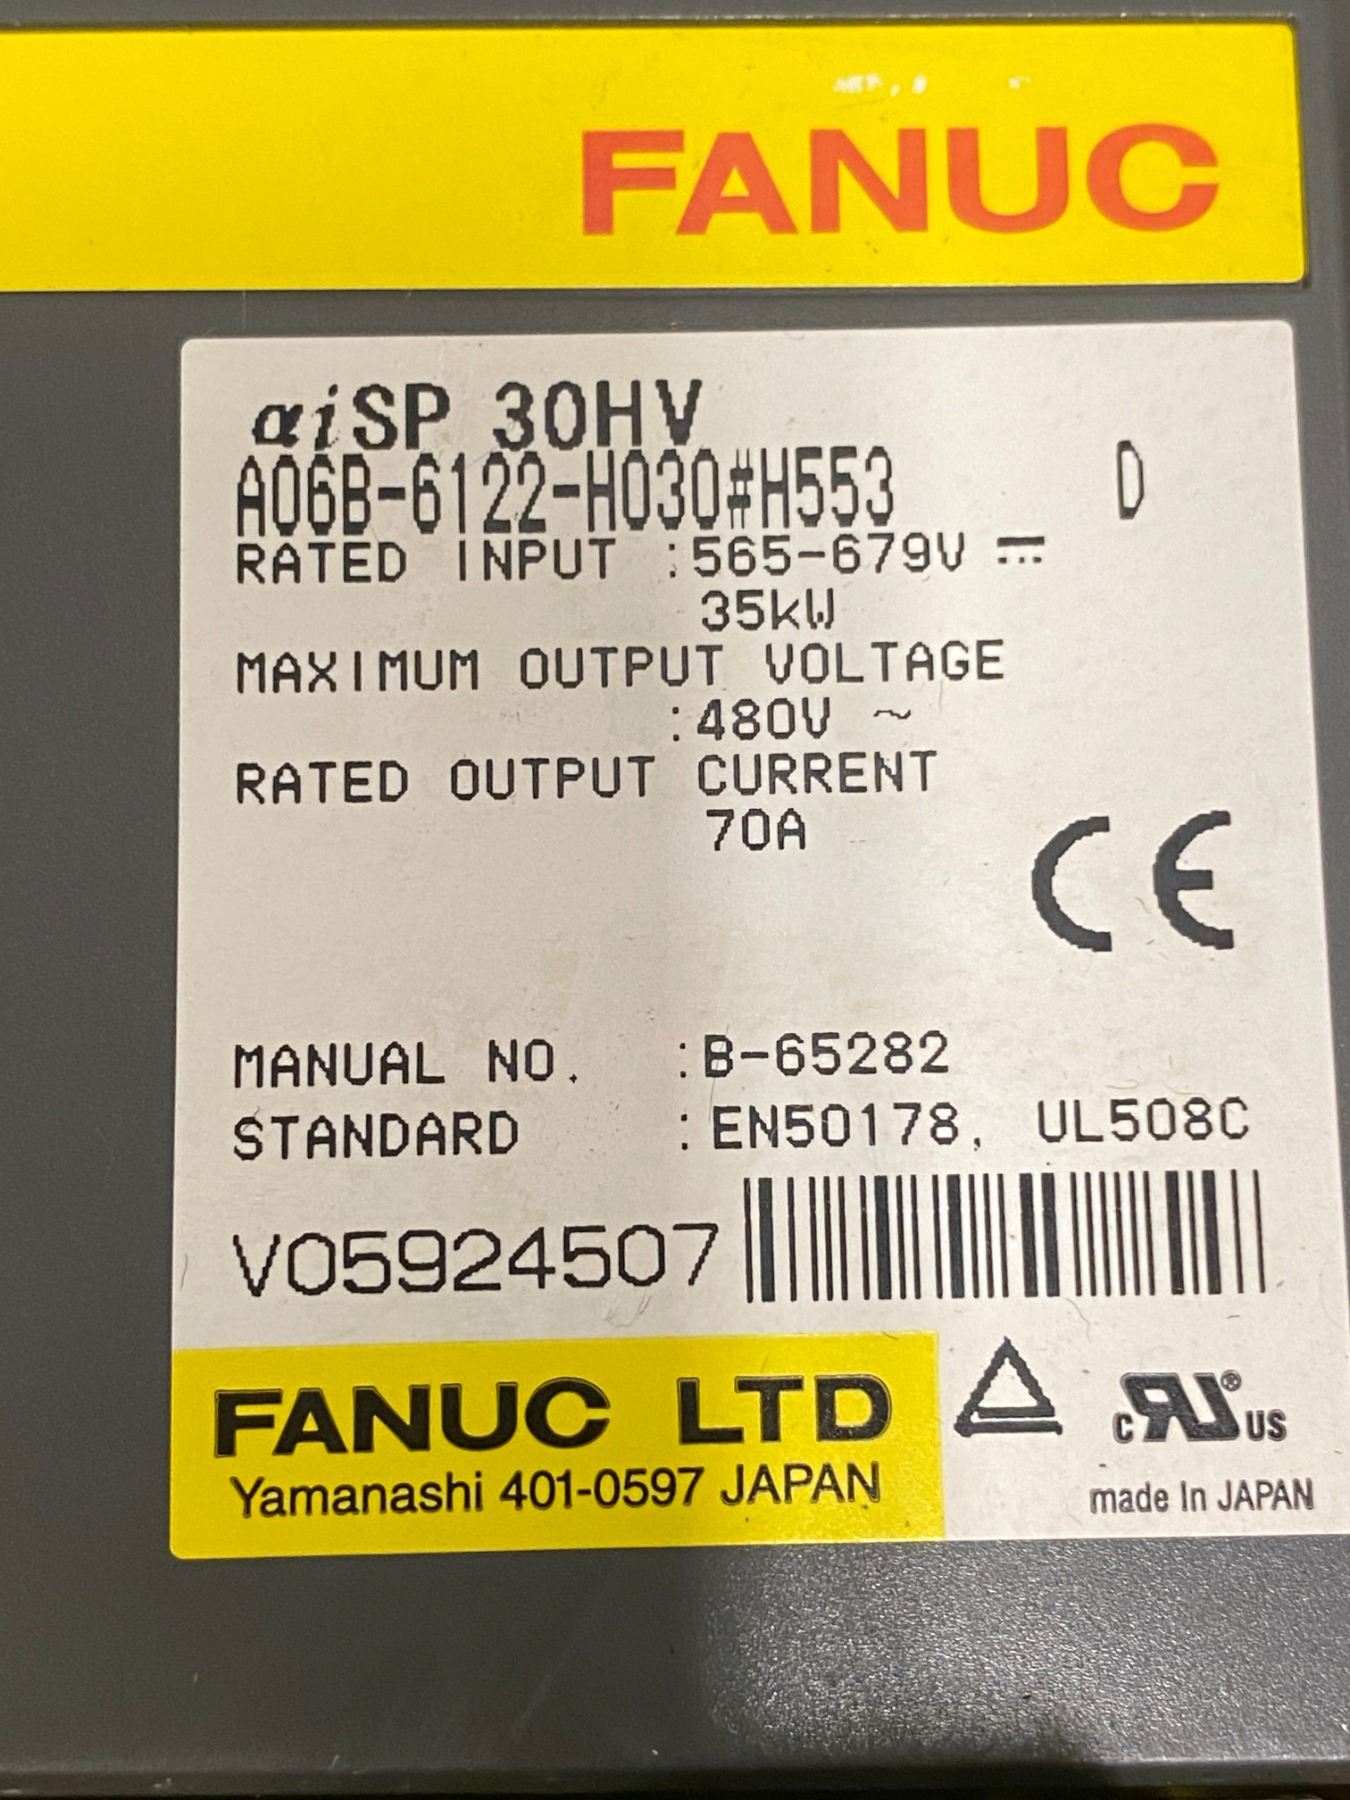 FANUC
αiSP 30HV
A06B-6122-H030#H553 D
RATED INPUT :565-679V ⎓
35kW
MAXIMUM OUTPUT VOLTAGE
:480V ~
RATED OUTPUT CURRENT
70A
CE
MANUAL NO. :B-65282
STANDARD :EN50178, UL508C
V05924507
FANUC LTD
Yamanashi 401-0597 JAPAN
c RU ® US
made In JAPAN